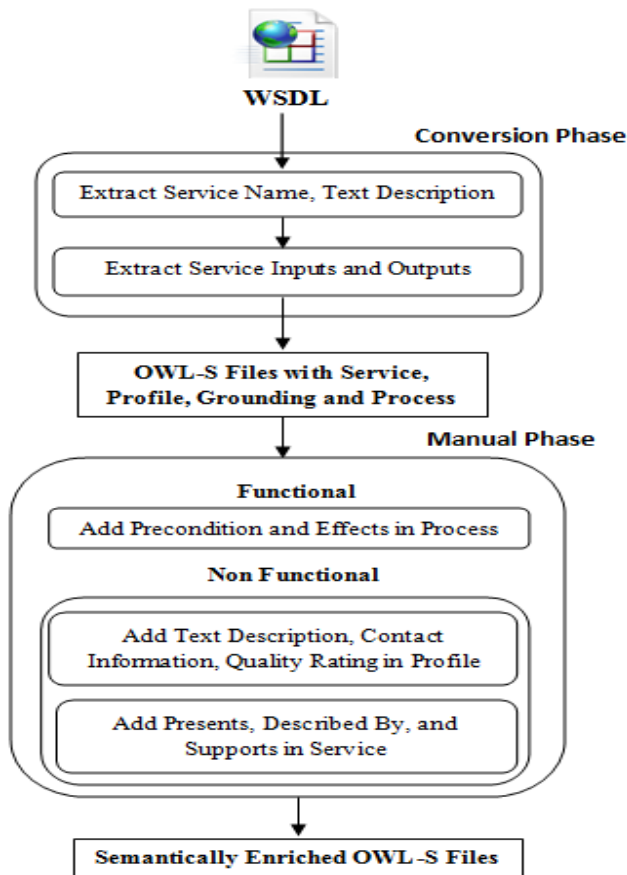 WSDL
Conversion Phase
Extract Service Name, Text Description
Extract Service Inputs and Outputs
OWL-S Files with Service,
Profile, Grounding and Process
Manual Phase
Functional
Add Precondition and Effects in Process
Non Functional
Add Text Description, Contact
Information, Quality Rating in Profile
Add Presents, Described By, and
Supports in Service
Semantically Enriched OWL-S Files